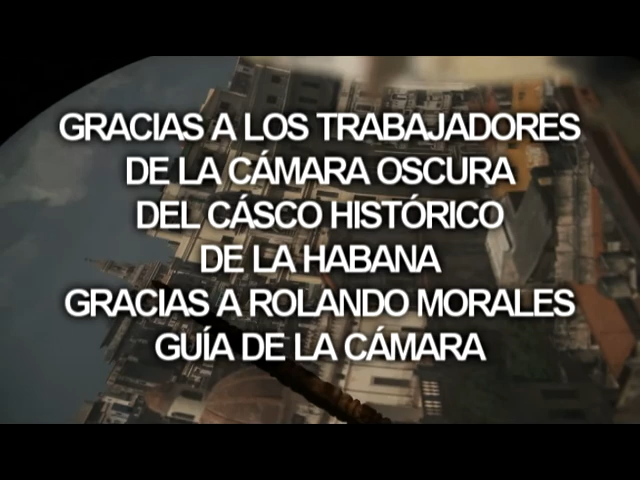 GRACIAS A LOS TRABAJADORES
DE LA CÁMARA OSCURA
DEL CÁSCO HISTÓRICO
DE LA HABANA
GRACIAS A ROLANDO MORALES
GUÍA DE LA CÁMARA